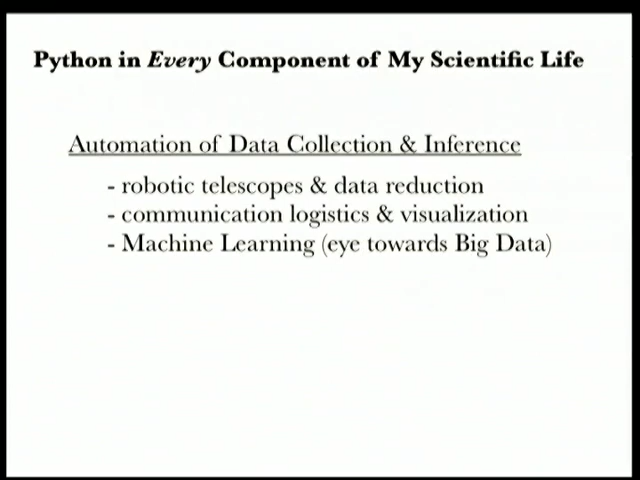 Python in Every Component of My Scientific Life
Automation of Data Collection & Inference
- robotic telescopes & data reduction
- communication logistics & visualization
- Machine Learning (eye towards Big Data)